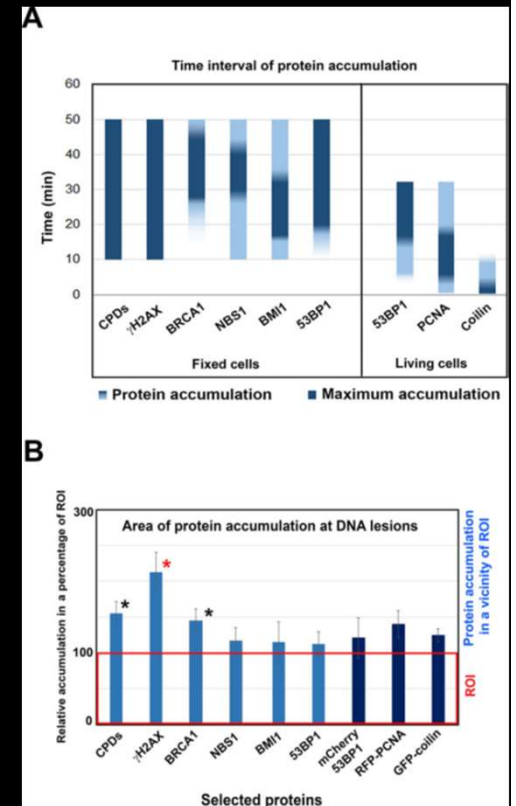 A
Time interval of protein accumulation
Time (min)
60
50
40
30
20
10
0
CPDs
γH2AX
BRCA1
NBS1
BMI1
53BP1
53BP1
PCNA
Coilin
Fixed cells
Living cells
Protein accumulation
Maximum accumulation
B
Area of protein accumulation at DNA lesions
Relative accumulation in a percentage of ROI
300
100
0
*
*
*
Protein accumulation
in a vicinity of ROI
ROI
CPDs
γH2AX
BRCA1
NBS1
BMI1
53BP1
mCherry
53BP1
RFP-PCNA
GFP-coilin
Selected proteins